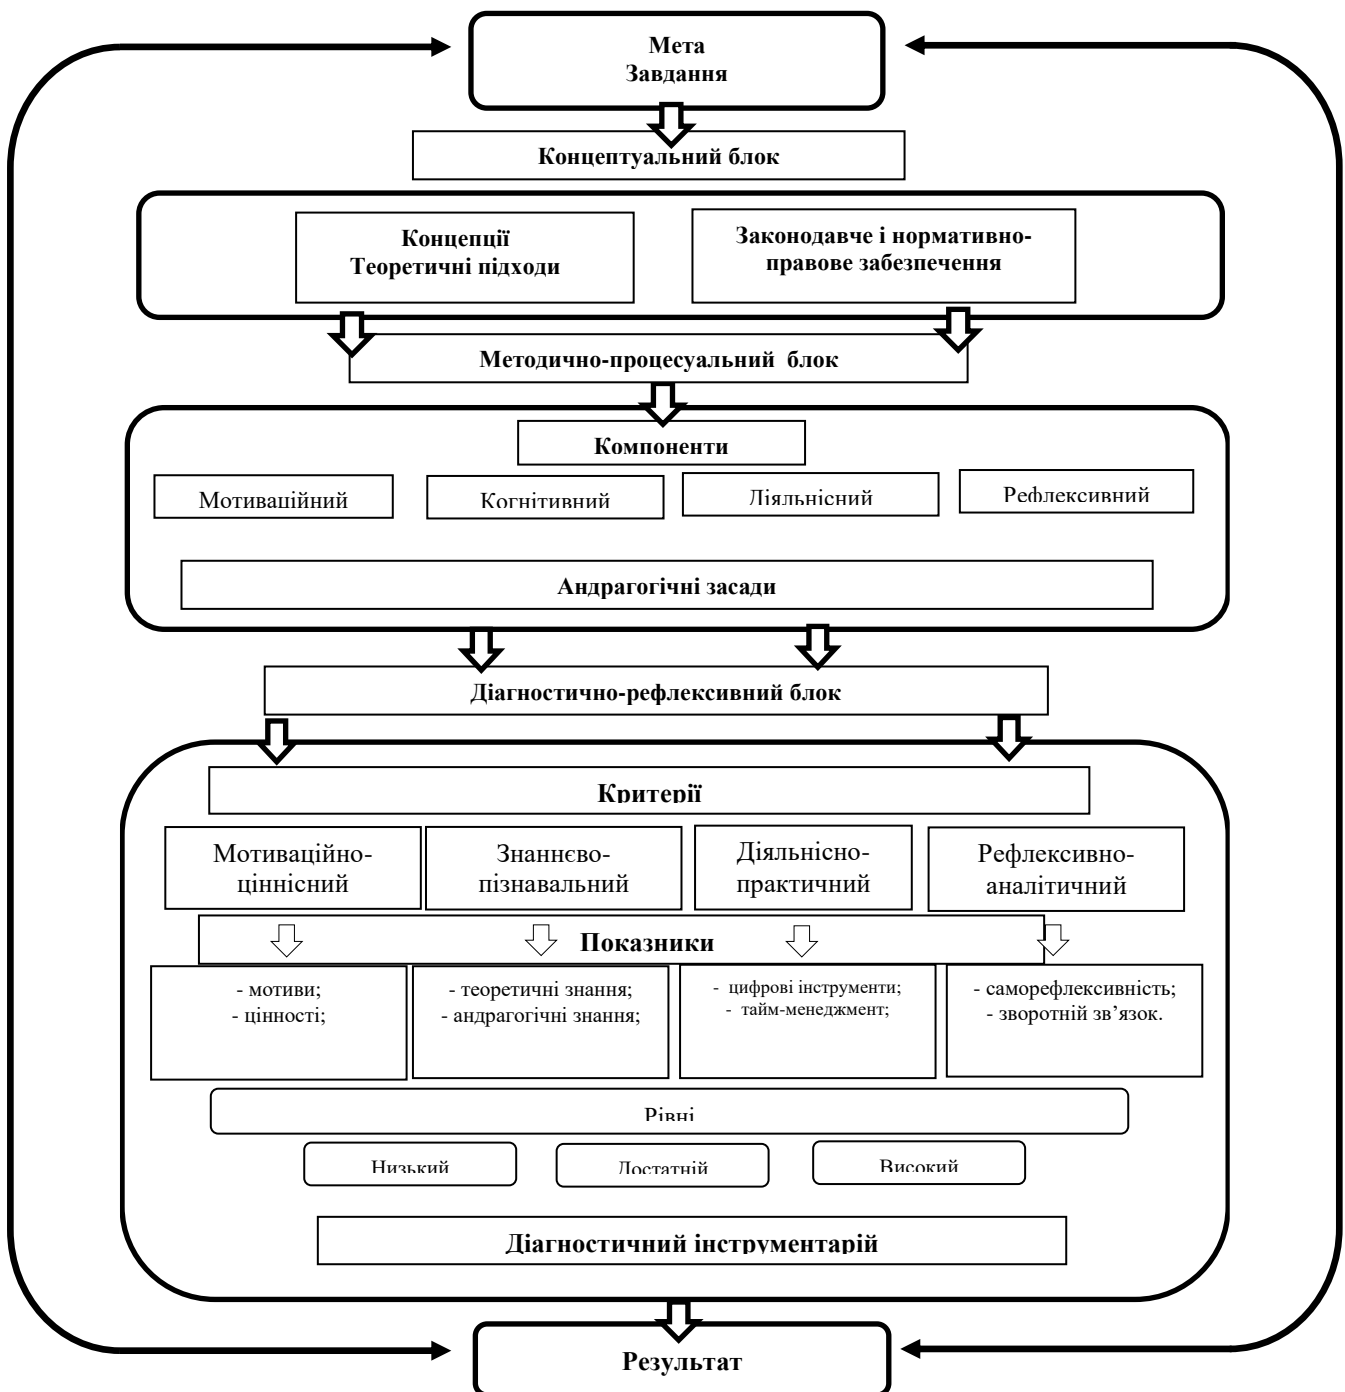 Мета
Завдання
Концептуальний блок
Концепції
Теоретичні підходи
Законодавче і нормативно-
правове забезпечення
Методично-процесуальний блок
Компоненти
Мотиваційний
Когнітивний
Діяльнісний
Рефлексивний
Андрагогічні засади
Діагностично-рефлексивний блок
Критерії
Мотиваційно-
ціннісний
Знаннєво-
пізнавальний
Діяльнісно-
практичний
Рефлексивно-
аналітичний
Показники
- мотиви;
- цінності;
- теоретичні знання;
- андрагогічні знання;
- цифрові інструменти;
- тайм-менеджмент;
- саморефлексивність;
- зворотній зв’язок.
Рівні
Низький
Достатній
Високий
Діагностичний інструментарій
Результат